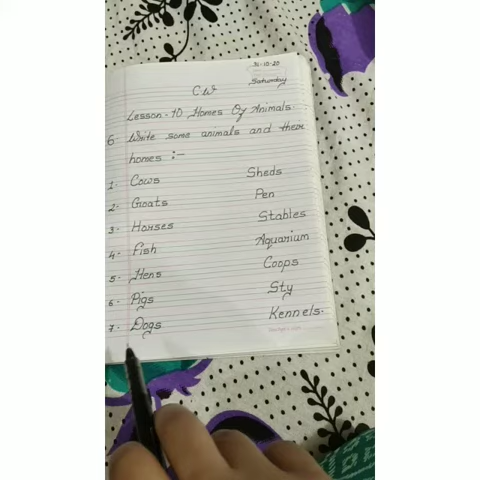 31-10-20
Saturday
CW
Lesson-10 Homes Of Animals
6. Write some animals and their
homes :-
1- Cows Sheds
2- Goats Pen
3- Horses Stables
4- Fish Aquarium
5- Hens Coops
6- Pigs Sty
7- Dogs Kennels.